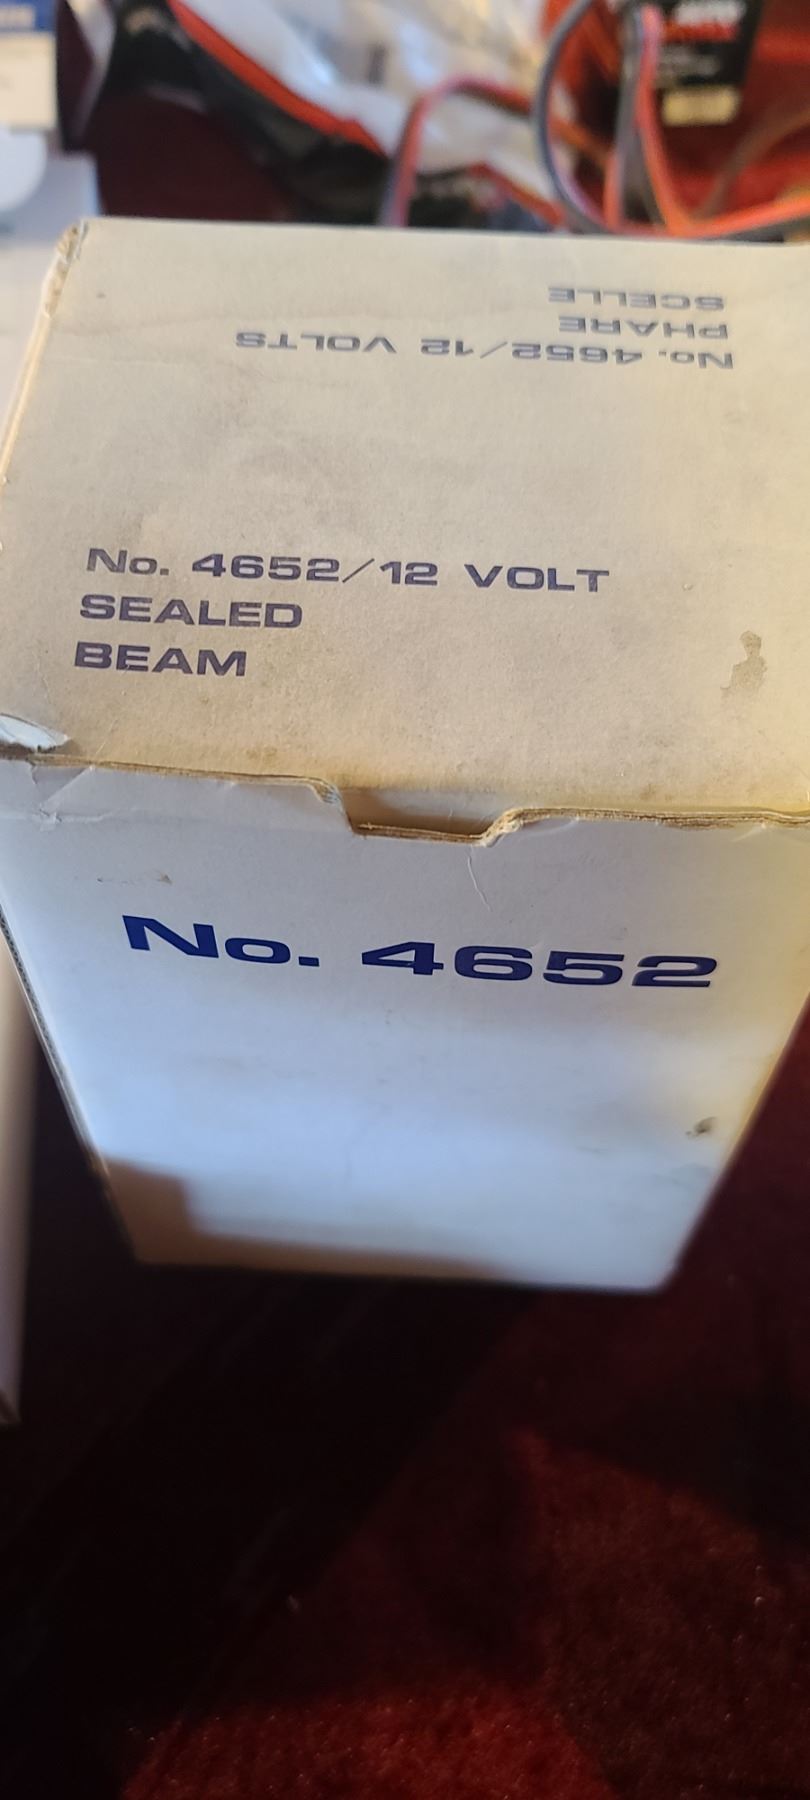 No. 4652/12 VOLTS
PHARE
SCELLE
No. 4652/12 VOLT
SEALED
BEAM
No. 4652